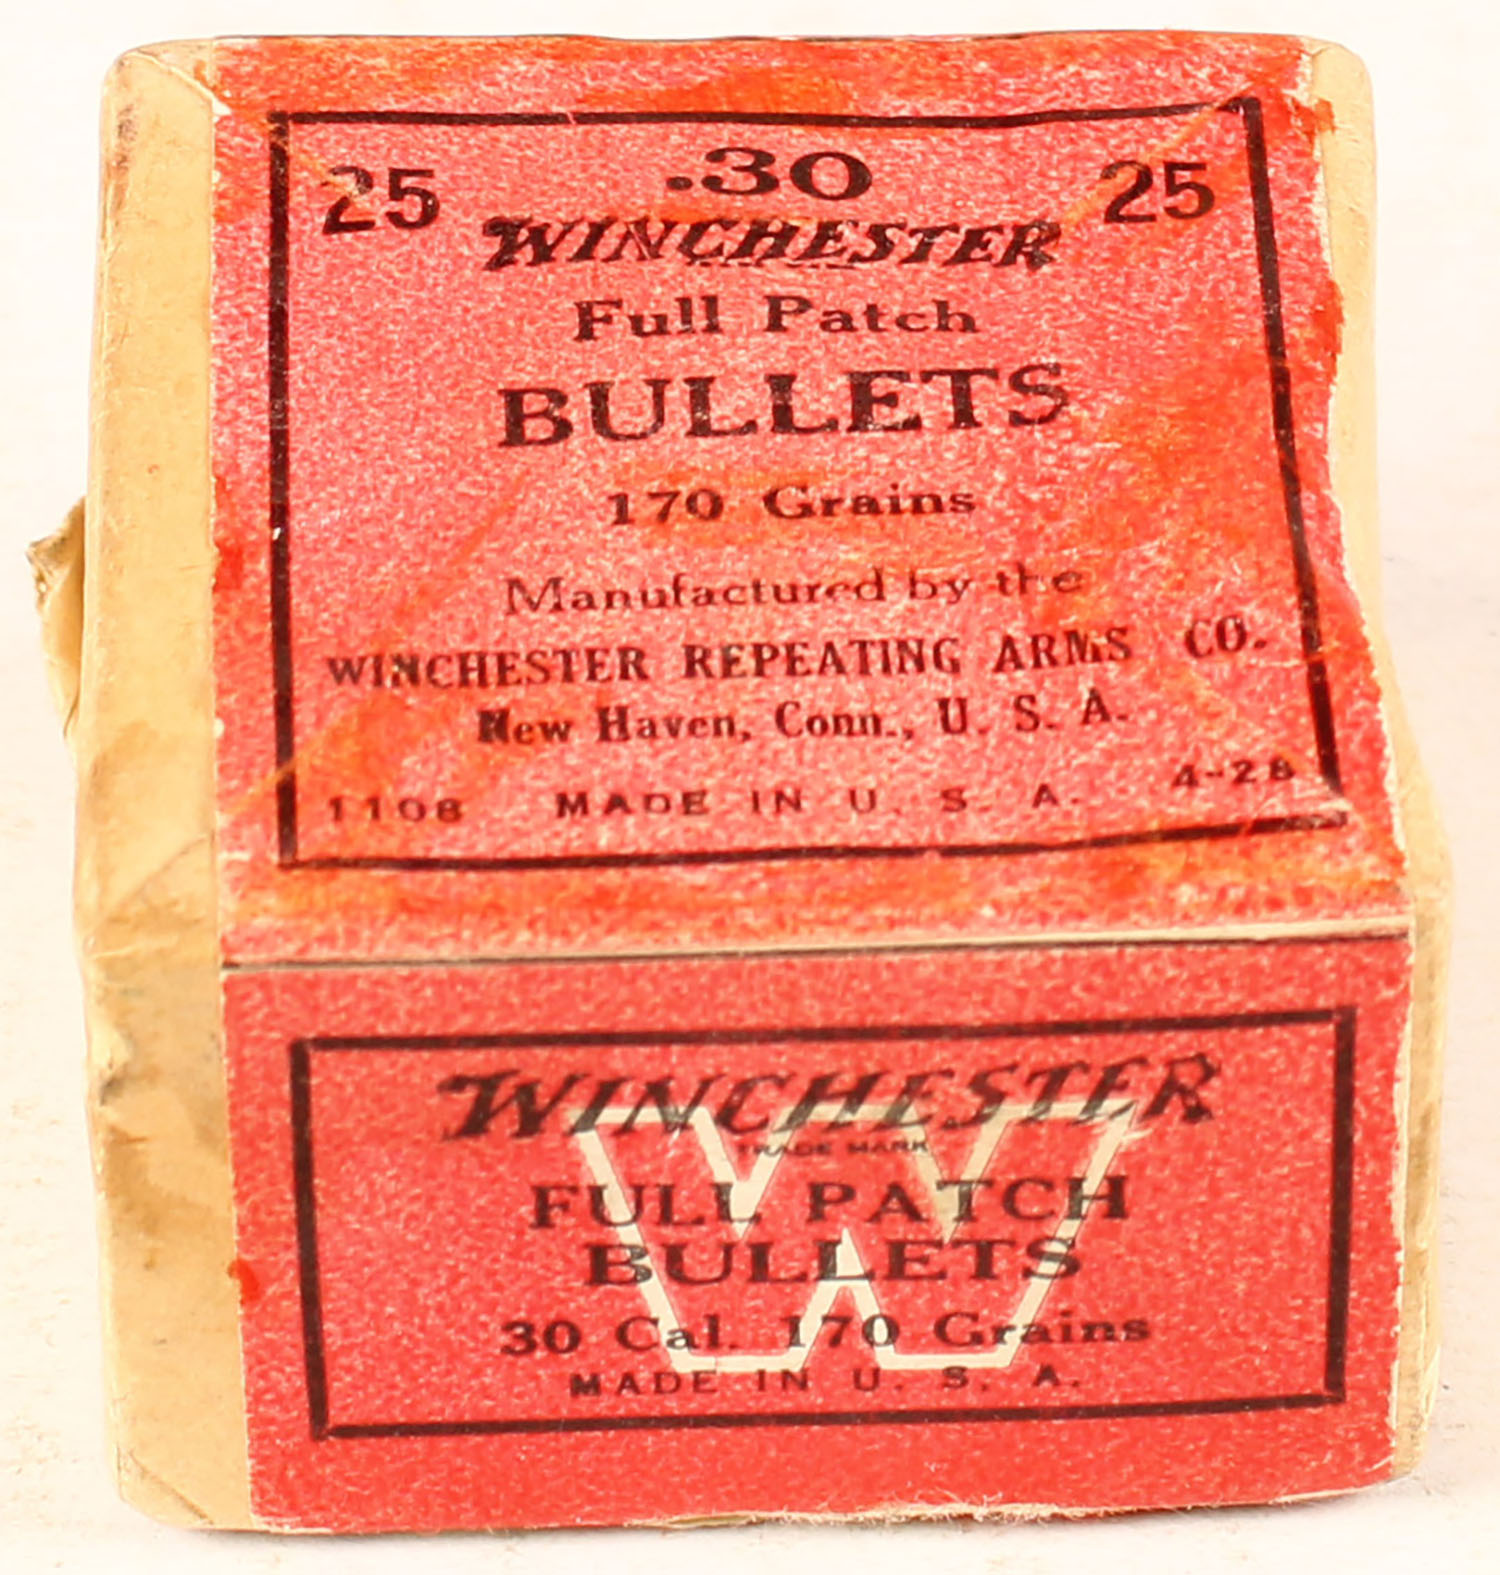 25 .30 25
WINCHESTER
Full Patch
BULLETS
170 Grains
Manufactured by the
WINCHESTER REPEATING ARMS CO.
New Haven, Conn., U. S. A.
1108 MADE IN U. S. A. 4-28
WINCHESTER
TRADE MARK
W
FULL PATCH
BULLETS
30 Cal. 170 Grains
MADE IN U. S. A.